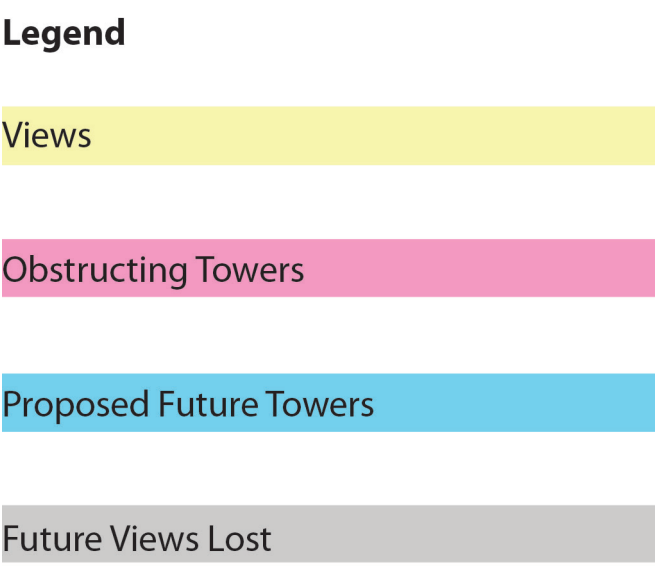 Legend
Views
Obstructing Towers
Proposed Future Towers
Future Views Lost